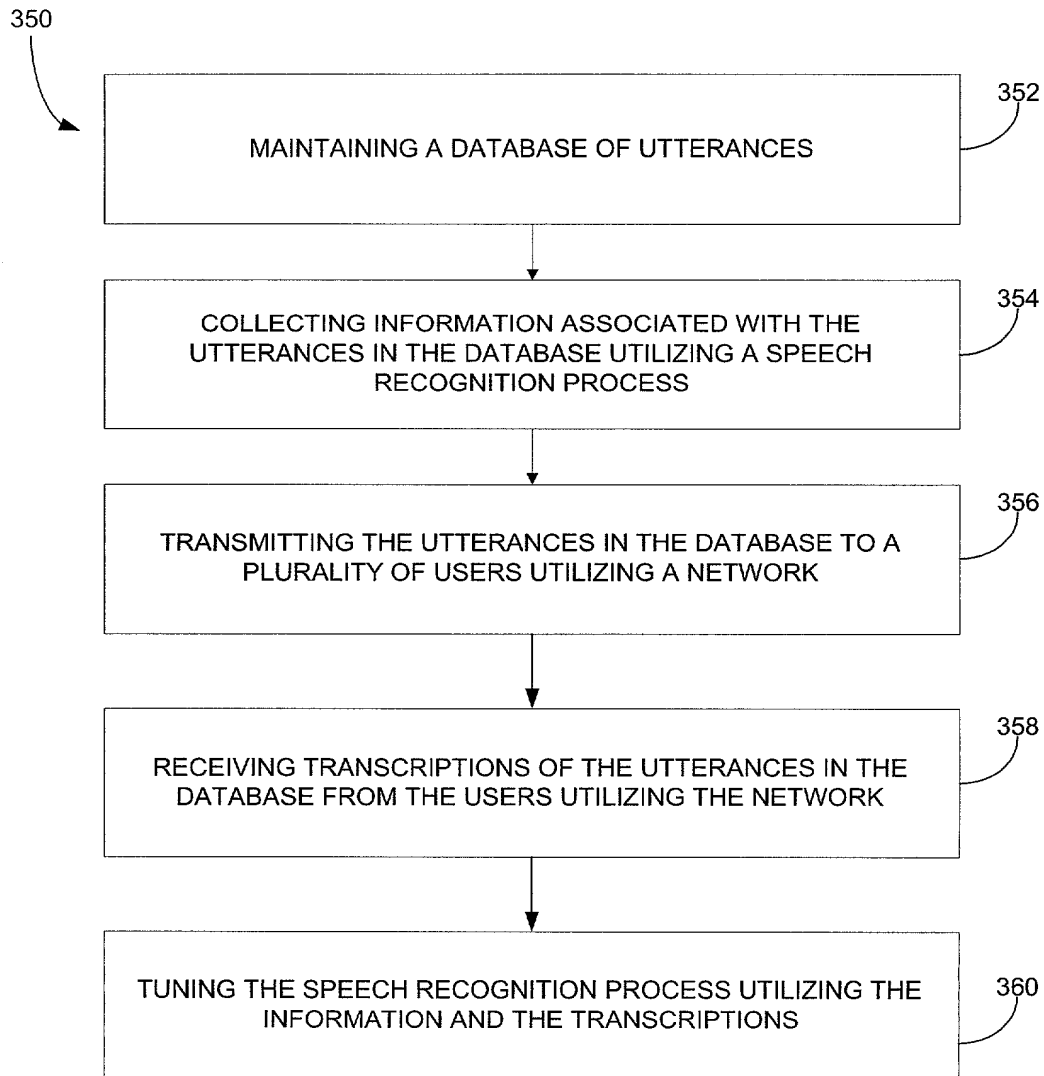 350
352
MAINTAINING A DATABASE OF UTTERANCES
354
COLLECTING INFORMATION ASSOCIATED WITH THE
UTTERANCES IN THE DATABASE UTILIZING A SPEECH
RECOGNITION PROCESS
356
TRANSMITTING THE UTTERANCES IN THE DATABASE TO A
PLURALITY OF USERS UTILIZING A NETWORK
358
RECEIVING TRANSCRIPTIONS OF THE UTTERANCES IN THE
DATABASE FROM THE USERS UTILIZING THE NETWORK
360
TUNING THE SPEECH RECOGNITION PROCESS UTILIZING THE
INFORMATION AND THE TRANSCRIPTIONS